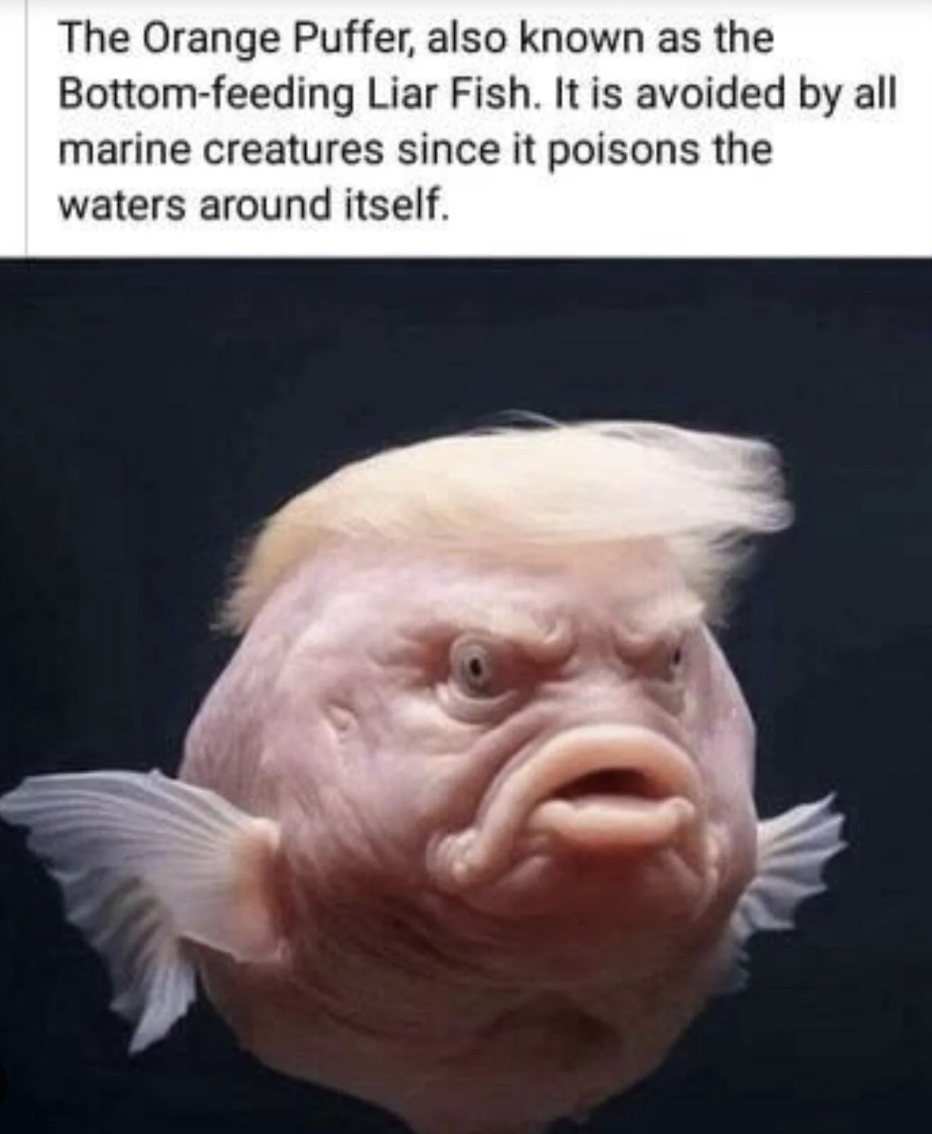 The Orange Puffer, also known as the
Bottom-feeding Liar Fish. It is avoided by all
marine creatures since it poisons the
waters around itself.